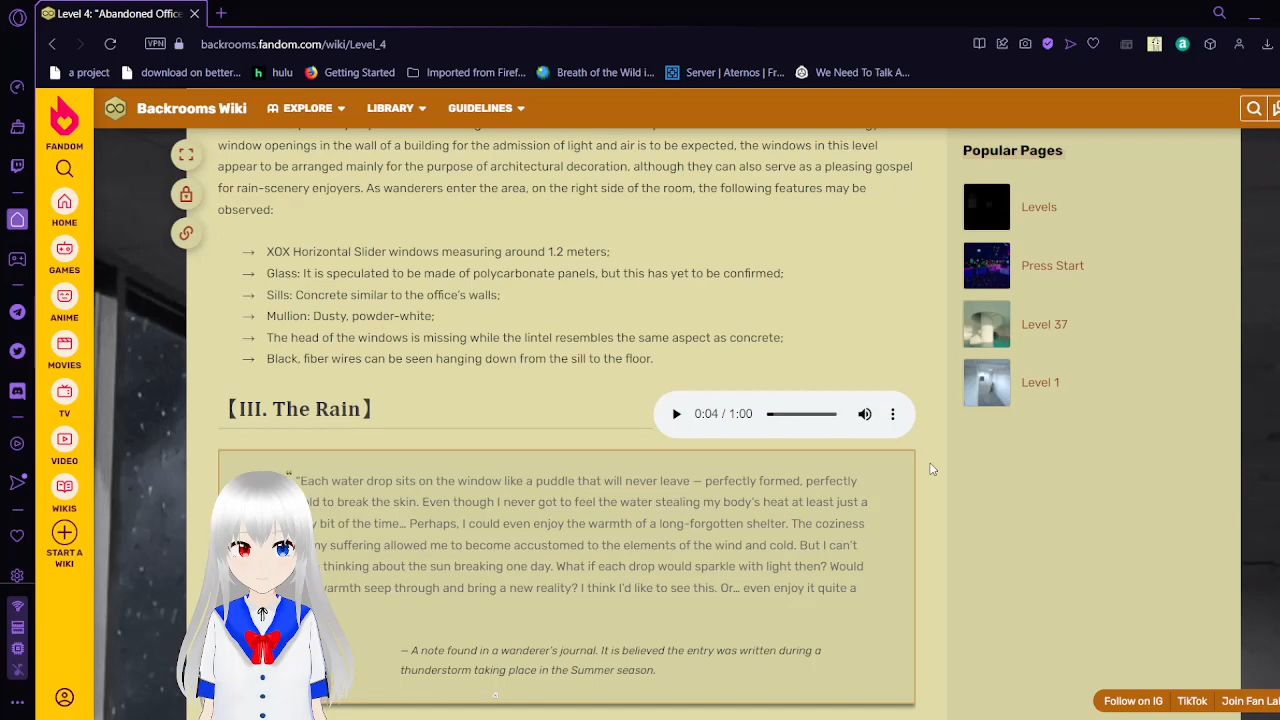 Level 4: "Abandoned Offic
VPN
backrooms.fandom.com/wiki/Level_4
a project
download on better...
hulu
Getting Started
Imported from Firef...
Breath of the Wild i...
Server | Aternos | Fr...
We Need To Talk A...
FANDOM
HOME
GAMES
ANIME
MOVIES
TV
VIDEO
WIKIS
START A
WIKI
Backrooms Wiki
EXPLORE
LIBRARY
GUIDELINES
window openings in the wall of a building for the admission of light and air is to be expected, the windows in this level
appear to be arranged mainly for the purpose of architectural decoration, although they can also serve as a pleasing gospel
for rain-scenery enjoyers. As wanderers enter the area, on the right side of the room, the following features may be
observed:
→ XOX Horizontal Slider windows measuring around 1.2 meters;
→ Glass: It is speculated to be made of polycarbonate panels, but this has yet to be confirmed;
→ Sills: Concrete similar to the office's walls;
→ Mullion: Dusty, powder-white;
→ The head of the windows is missing while the lintel resembles the same aspect as concrete;
→ Black, fiber wires can be seen hanging down from the sill to the floor.
【III. The Rain】
0:04 / 1:00
"Each water drop sits on the window like a puddle that will never leave — perfectly formed, perfectly
to break the skin. Even though I never got to feel the water stealing my body's heat at least just a
bit of the time... Perhaps, I could even enjoy the warmth of a long-forgotten shelter. The coziness
suffering allowed me to become accustomed to the elements of the wind and cold. But I can't
thinking about the sun breaking one day. What if each drop would sparkle with light then? Would
warmth seep through and bring a new reality? I think I'd like to see this. Or... even enjoy it quite a
— A note found in a wanderer's journal. It is believed the entry was written during a
thunderstorm taking place in the Summer season.
Popular Pages
Levels
Press Start
Level 37
Level 1
Follow on IG
TikTok
Join Fan La